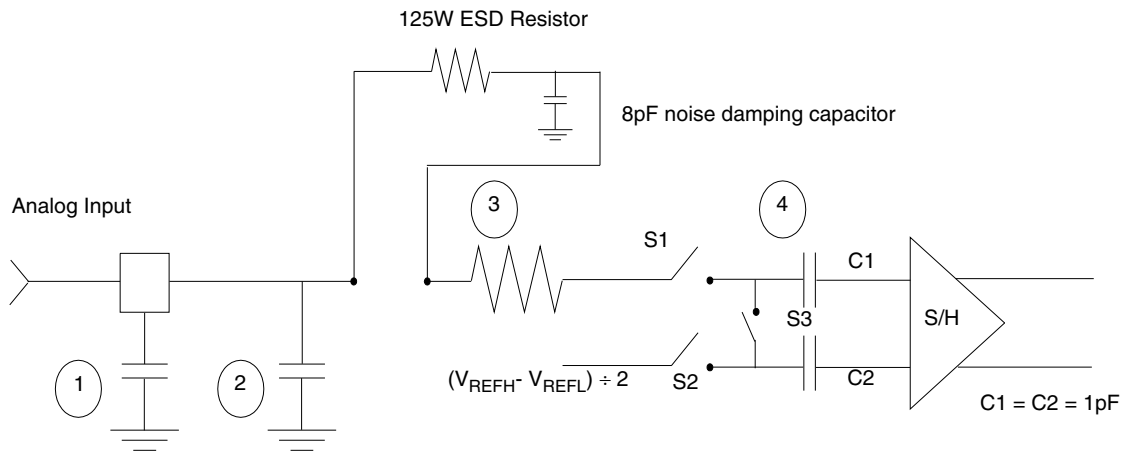 125W ESD Resistor
8pF noise damping capacitor
Analog Input
3
4
S1
C1
S3
S/H
1
2
(VREFH- VREFL) ÷ 2
S2
C2
C1 = C2 = 1pF